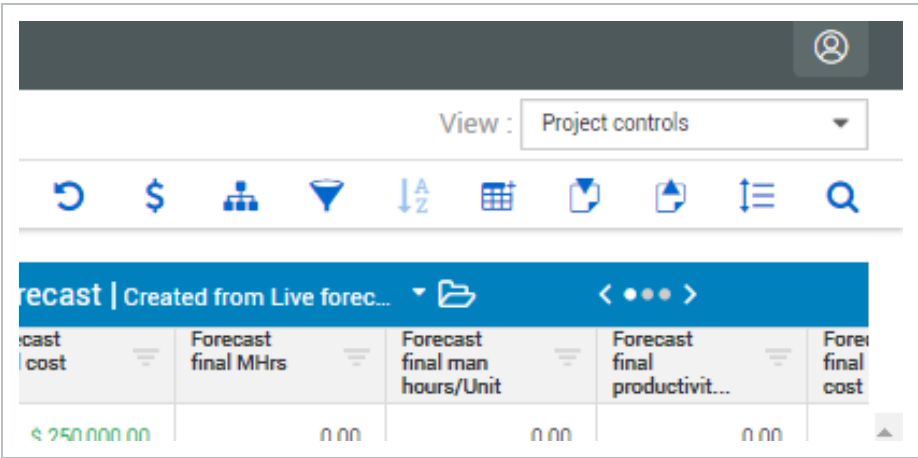 View : Project controls
$
A
Z
recast | Created from Live forec...
ecast
cost
Forecast
final MHrs
Forecast
final man
hours/Unit
Forecast
final
productivit...
Fore
final
cost
$ 250,000.00 0.00 0.00 0.00